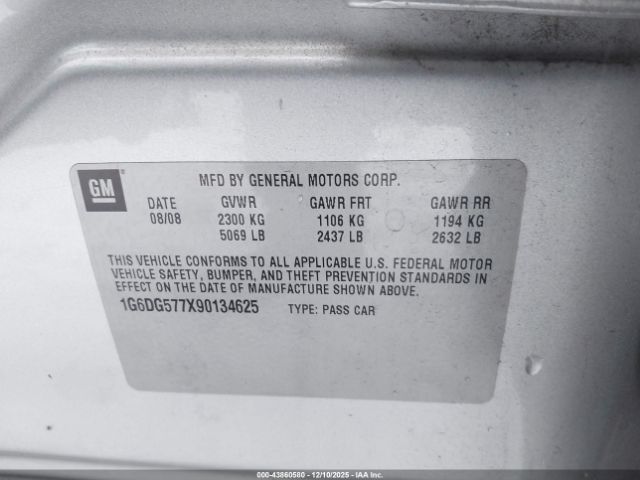 GM
MFD BY GENERAL MOTORS CORP.
DATE GVWR GAWR FRT GAWR RR
08/08 2300 KG 1106 KG 1194 KG
5069 LB 2437 LB 2632 LB
THIS VEHICLE CONFORMS TO ALL APPLICABLE U.S. FEDERAL MOTOR
VEHICLE SAFETY, BUMPER, AND THEFT PREVENTION STANDARDS IN
EFFECT ON THE DATE OF MANUFACTURE SHOWN ABOVE.
1G6DG577X90134625 TYPE: PASS CAR
000-43860580 - 12/10/2025 - IAA Inc.